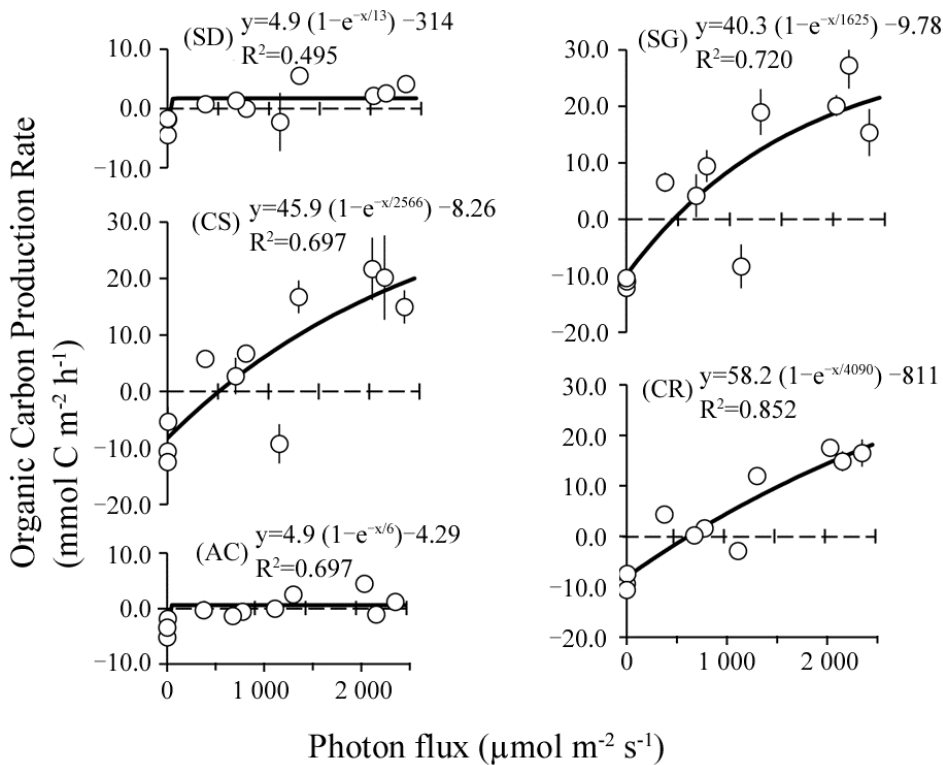 Organic Carbon Production Rate
(mmol C m⁻² h⁻¹)
(SD) y=4.9 (1−e⁻ˣ/¹³) −314
R²=0.495
10.0
0.0
−10.0
(CS) y=45.9 (1−e⁻ˣ/²⁵⁶⁶) −8.26
R²=0.697
30.0
20.0
10.0
0.0
−10.0
−20.0
(AC) y=4.9 (1−e⁻ˣ/⁶)−4.29
R²=0.697
10.0
0.0
−10.0
0 1 000 2 000
(SG) y=40.3 (1−e⁻ˣ/¹⁶²⁵) −9.78
R²=0.720
30.0
20.0
10.0
0.0
−10.0
−20.0
(CR) y=58.2 (1−e⁻ˣ/⁴⁰⁹⁰) −811
R²=0.852
30.0
20.0
10.0
0.0
−10.0
−20.0
0 1 000 2 000
Photon flux (μmol m⁻² s⁻¹)